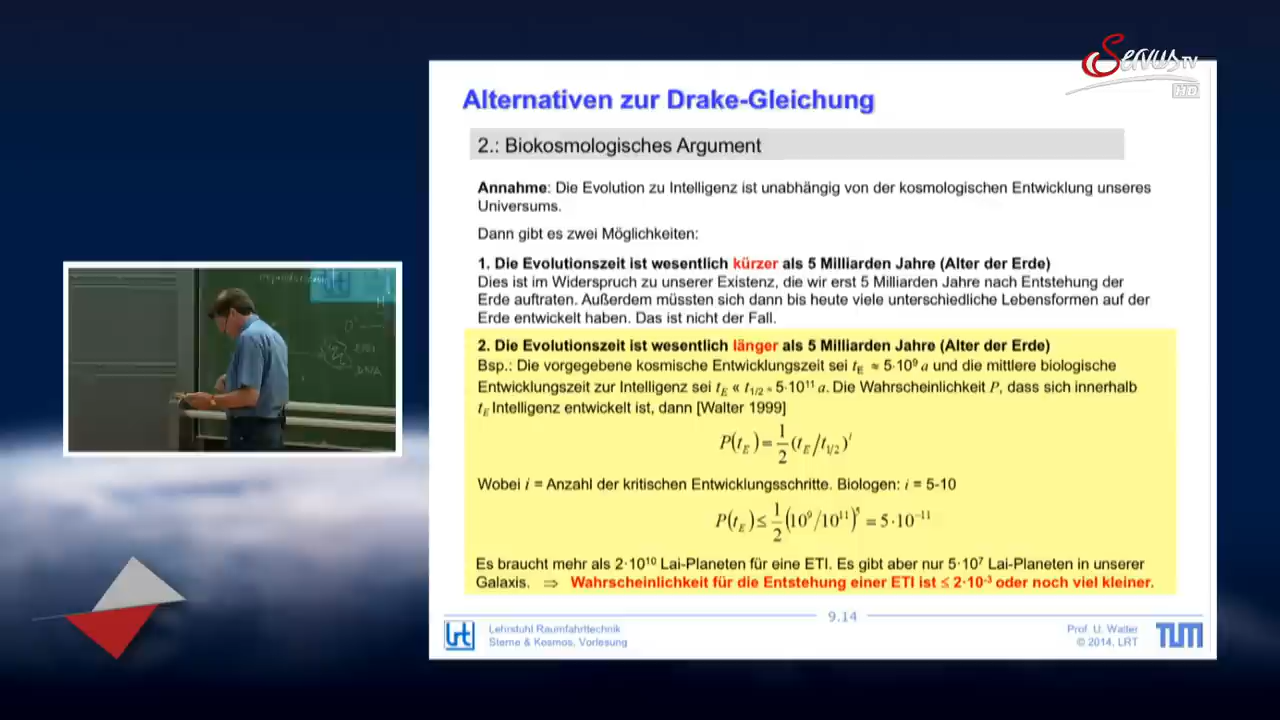 Servus TV
HD
Alternativen zur Drake-Gleichung
2.: Biokosmologisches Argument
Annahme: Die Evolution zu Intelligenz ist unabhängig von der kosmologischen Entwicklung unseres
Universums.
Dann gibt es zwei Möglichkeiten:
1. Die Evolutionszeit ist wesentlich kürzer als 5 Milliarden Jahre (Alter der Erde)
Dies ist im Widerspruch zu unserer Existenz, die wir erst 5 Milliarden Jahre nach Entstehung der
Erde auftraten. Außerdem müssten sich dann bis heute viele unterschiedliche Lebensformen auf der
Erde entwickelt haben. Das ist nicht der Fall.
2. Die Evolutionszeit ist wesentlich länger als 5 Milliarden Jahre (Alter der Erde)
Bsp.: Die vorgegebene kosmische Entwicklungszeit sei t_E ≈ 5·10⁹ a und die mittlere biologische
Entwicklungszeit zur Intelligenz sei t_E « t_1/2 ≈ 5·10¹¹ a. Die Wahrscheinlichkeit P, dass sich innerhalb
t_E Intelligenz entwickelt ist, dann [Walter 1999]
P(t_E) = 1/2 (t_E/t_1/2)^i
Wobei i = Anzahl der kritischen Entwicklungsschritte. Biologen: i = 5-10
P(t_E) ≤ 1/2 (10⁹/10¹¹)⁵ = 5·10⁻¹¹
Es braucht mehr als 2·10¹⁰ Lai-Planeten für eine ETI. Es gibt aber nur 5·10⁷ Lai-Planeten in unserer
Galaxis. ⇒ Wahrscheinlichkeit für die Entstehung einer ETI ist ≤ 2·10⁻³ oder noch viel kleiner.
9.14
lrt
Lehrstuhl Raumfahrttechnik
Sterne & Kosmos, Vorlesung
Prof. U. Walter
© 2014, LRT
TUM